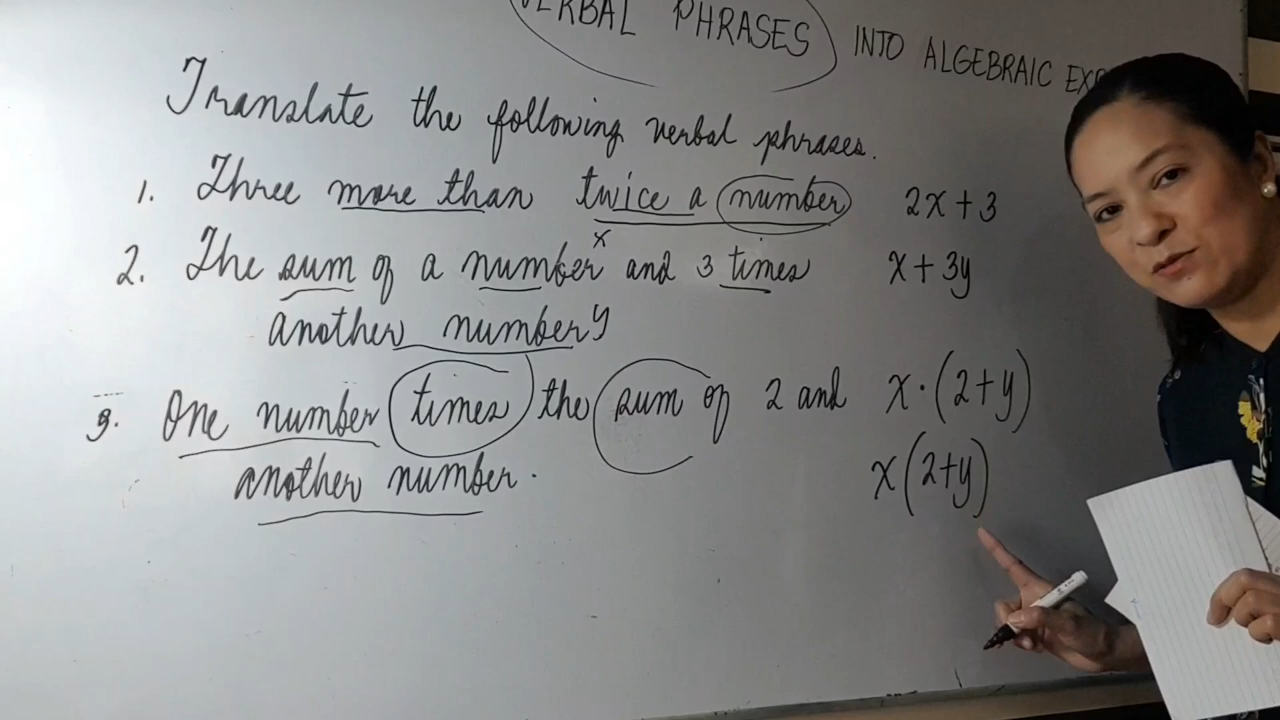 VERBAL PHRASES INTO ALGEBRAIC
Translate the following verbal phrases.
1. Three more than twice a number 2x + 3
x
2. The sum of a number and 3 times x + 3y
another number y
3. One number times the sum of 2 and x · (2+y)
another number. x(2+y)